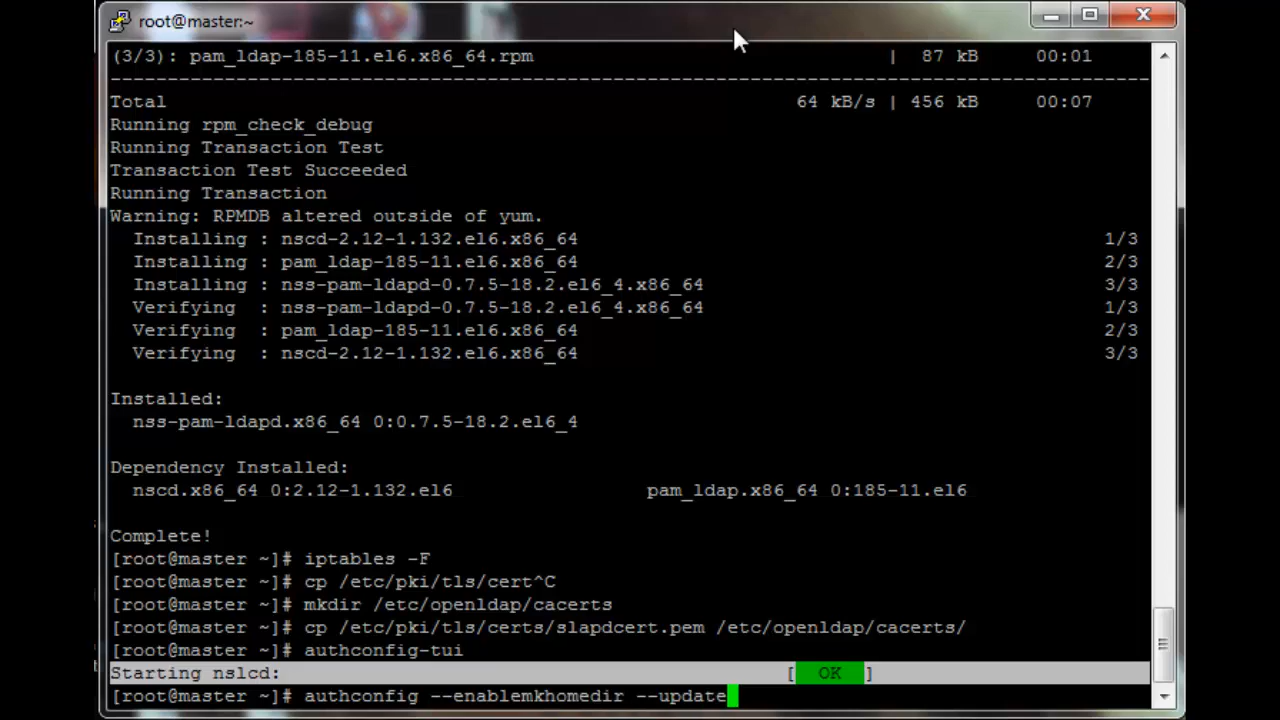 root@master:~
(3/3): pam_ldap-185-11.el6.x86_64.rpm | 87 kB 00:01
--------------------------------------------------------------------------------
Total 64 kB/s | 456 kB 00:07
Running rpm_check_debug
Running Transaction Test
Transaction Test Succeeded
Running Transaction
Warning: RPMDB altered outside of yum.
Installing : nscd-2.12-1.132.el6.x86_64 1/3
Installing : pam_ldap-185-11.el6.x86_64 2/3
Installing : nss-pam-ldapd-0.7.5-18.2.el6_4.x86_64 3/3
Verifying : nss-pam-ldapd-0.7.5-18.2.el6_4.x86_64 1/3
Verifying : pam_ldap-185-11.el6.x86_64 2/3
Verifying : nscd-2.12-1.132.el6.x86_64 3/3
Installed:
nss-pam-ldapd.x86_64 0:0.7.5-18.2.el6_4
Dependency Installed:
nscd.x86_64 0:2.12-1.132.el6 pam_ldap.x86_64 0:185-11.el6
Complete!
[root@master ~]# iptables -F
[root@master ~]# cp /etc/pki/tls/cert^C
[root@master ~]# mkdir /etc/openldap/cacerts
[root@master ~]# cp /etc/pki/tls/certs/slapdcert.pem /etc/openldap/cacerts/
[root@master ~]# authconfig-tui
Starting nslcd: [ OK ]
[root@master ~]# authconfig --enablemkhomedir --update